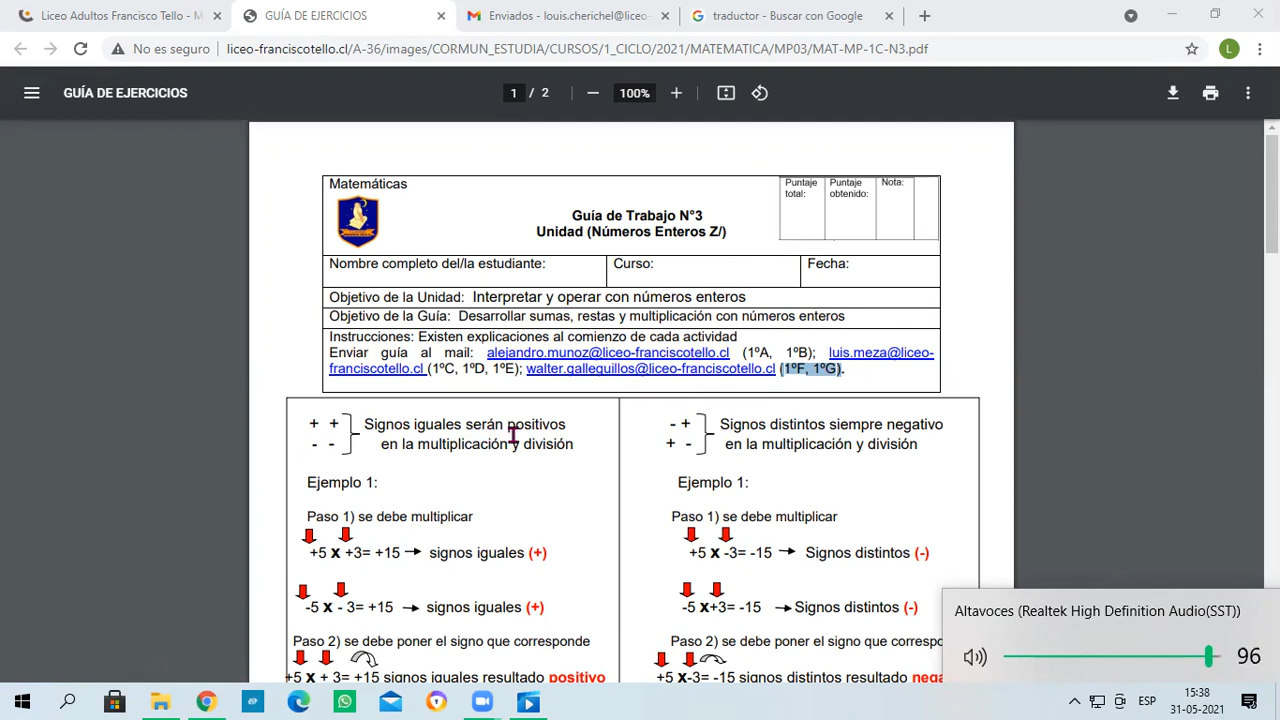 Liceo Adultos Francisco Tello - M
GUÍA DE EJERCICIOS
Enviados - louis.cherichel@liceo-
traductor - Buscar con Google
No es seguro
liceo-franciscotello.cl/A-36/images/CORMUN_ESTUDIA/CURSOS/1_CICLO/2021/MATEMATICA/MP03/MAT-MP-1C-N3.pdf
L
GUÍA DE EJERCICIOS
1 / 2
100%
Matemáticas
Puntaje total:
Puntaje obtenido:
Nota:
Guía de Trabajo N°3
Unidad (Números Enteros Z/)
Nombre completo del/la estudiante:
Curso:
Fecha:
Objetivo de la Unidad: Interpretar y operar con números enteros
Objetivo de la Guía: Desarrollar sumas, restas y multiplicación con números enteros
Instrucciones: Existen explicaciones al comienzo de cada actividad
Enviar guía al mail: alejandro.munoz@liceo-franciscotello.cl (1ºA, 1ºB); luis.meza@liceo-
franciscotello.cl (1ºC, 1ºD, 1ºE); walter.galleguillos@liceo-franciscotello.cl (1ºF, 1ºG).
+ + Signos iguales serán positivos
- - en la multiplicación y división
Ejemplo 1:
Paso 1) se debe multiplicar
+5 x +3= +15 → signos iguales (+)
-5 x - 3= +15 → signos iguales (+)
Paso 2) se debe poner el signo que corresponde
+5 x + 3= +15 signos iguales resultado positivo
- + Signos distintos siempre negativo
+ - en la multiplicación y división
Ejemplo 1:
Paso 1) se debe multiplicar
+5 x -3= -15 → Signos distintos (-)
-5 x+3= -15 → Signos distintos (-)
Paso 2) se debe poner el signo que correspo
+5 x-3= -15 signos distintos resultado nega
Altavoces (Realtek High Definition Audio(SST))
96
ESP
15:38
31-05-2021